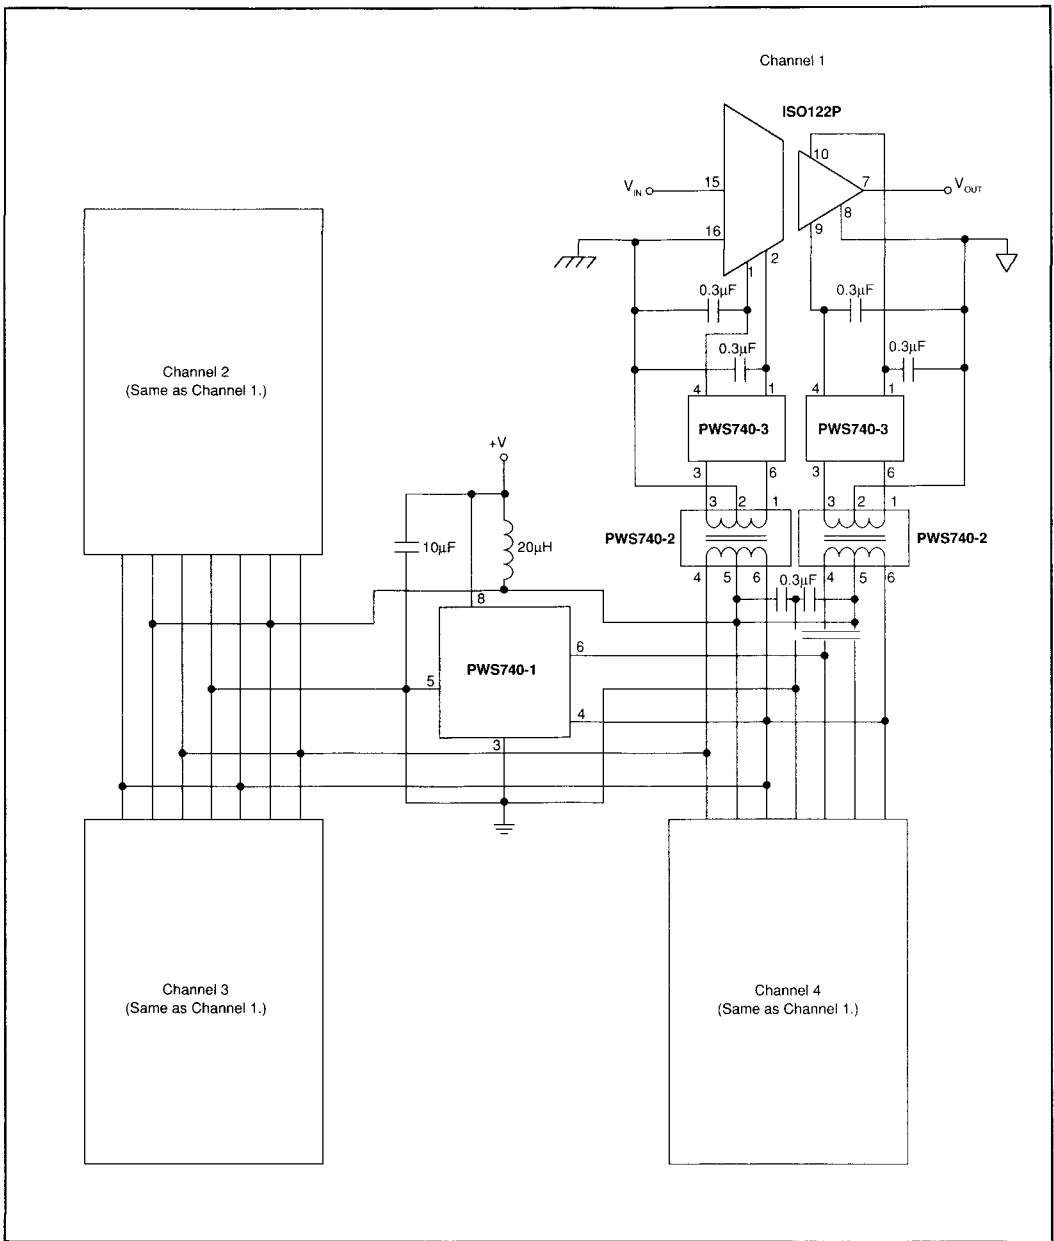 Channel 1
ISO122P
10
V_IN
15
7
V_OUT
8
16
9
2
1
0.3µF
0.3µF
0.3µF
0.3µF
Channel 2
(Same as Channel 1.)
4
1
4
1
PWS740-3
PWS740-3
+V
3
6
3
6
3
2
1
3
2
1
PWS740-2
PWS740-2
10µF
20µH
4
5
6
0.3µF
4
5
6
8
6
PWS740-1
5
4
3
Channel 3
(Same as Channel 1.)
Channel 4
(Same as Channel 1.)